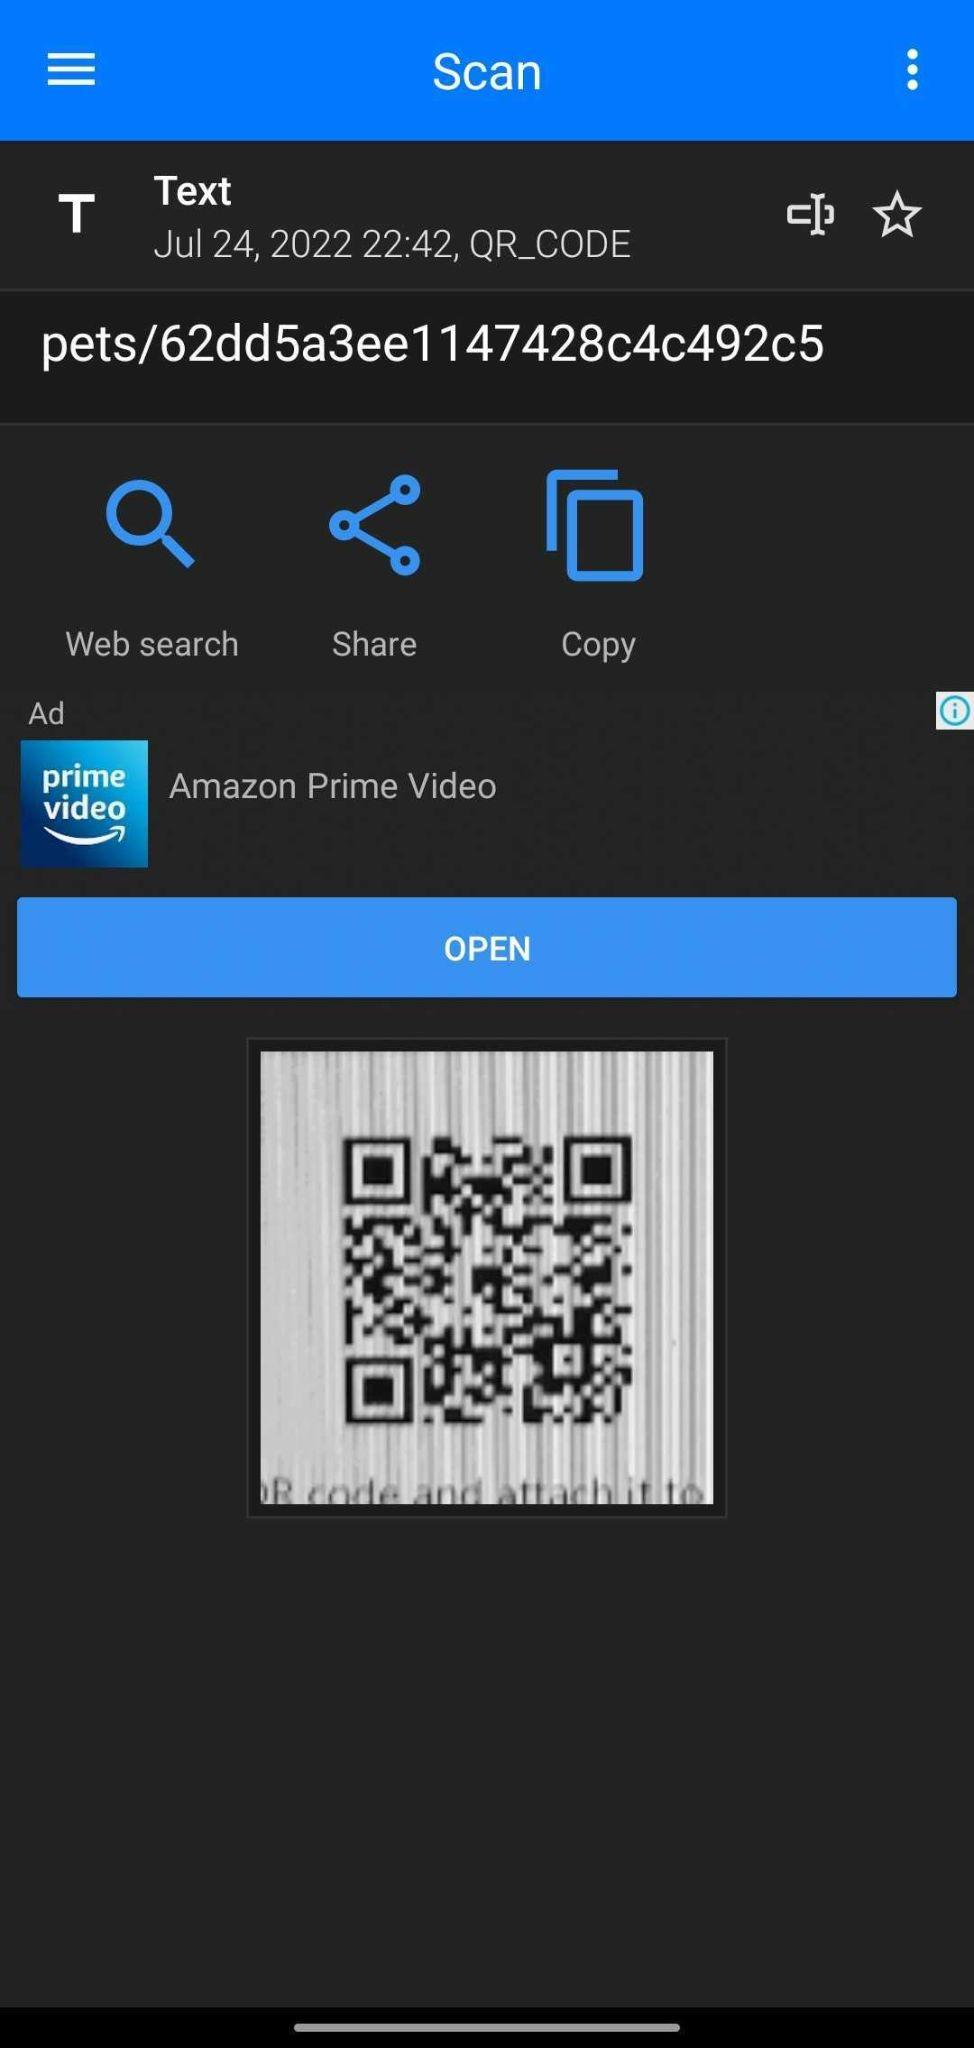 Scan
T
Text
Jul 24, 2022 22:42, QR_CODE
pets/62dd5a3ee1147428c4c492c5
Web search
Share
Copy
Ad
prime
video
Amazon Prime Video
OPEN
QR code and attach it to